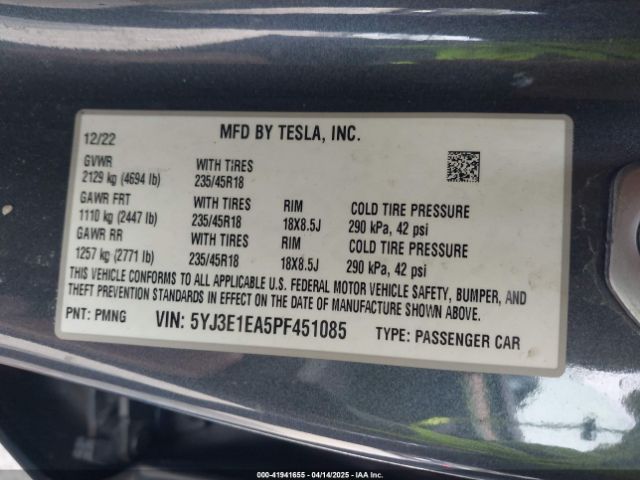 12/22
MFD BY TESLA, INC.
GVWR
2129 kg (4694 lb)
WITH TIRES
235/45R18
GAWR FRT
1110 kg (2447 lb)
WITH TIRES
235/45R18
RIM
18X8.5J
COLD TIRE PRESSURE
290 kPa, 42 psi
GAWR RR
1257 kg (2771 lb)
WITH TIRES
235/45R18
RIM
18X8.5J
COLD TIRE PRESSURE
290 kPa, 42 psi
THIS VEHICLE CONFORMS TO ALL APPLICABLE U.S. FEDERAL MOTOR VEHICLE SAFETY, BUMPER, AND
THEFT PREVENTION STANDARDS IN EFFECT ON THE DATE OF MANUFACTURE SHOWN ABOVE.
PNT: PMNG VIN: 5YJ3E1EA5PF451085 TYPE: PASSENGER CAR
000-41941655 - 04/14/2025 - IAA Inc.